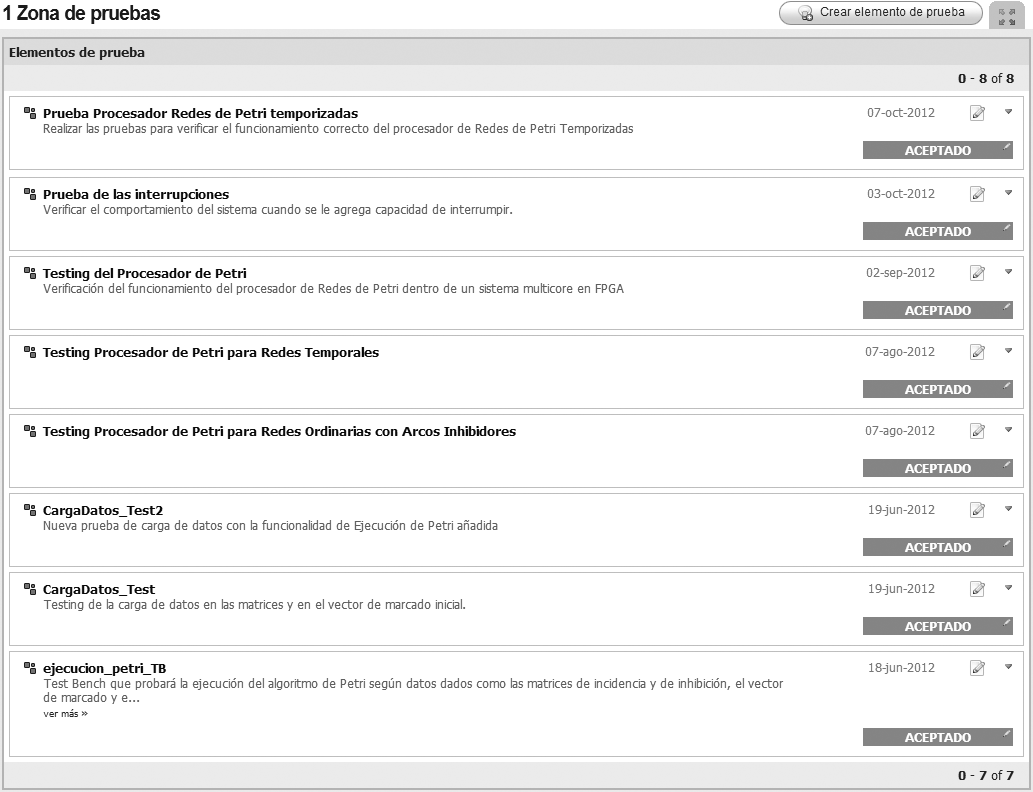 1 Zona de pruebas
Crear elemento de prueba
Elementos de prueba
0 - 8 of 8
Prueba Procesador Redes de Petri temporizadas
07-oct-2012
Realizar las pruebas para verificar el funcionamiento correcto del procesador de Redes de Petri Temporizadas
ACEPTADO
Prueba de las interrupciones
03-oct-2012
Verificar el comportamiento del sistema cuando se le agrega capacidad de interrumpir.
ACEPTADO
Testing del Procesador de Petri
02-sep-2012
Verificación del funcionamiento del procesador de Redes de Petri dentro de un sistema multicore en FPGA
ACEPTADO
Testing Procesador de Petri para Redes Temporales
07-ago-2012
ACEPTADO
Testing Procesador de Petri para Redes Ordinarias con Arcos Inhibidores
07-ago-2012
ACEPTADO
CargaDatos_Test2
19-jun-2012
Nueva prueba de carga de datos con la funcionalidad de Ejecución de Petri añadida
ACEPTADO
CargaDatos_Test
19-jun-2012
Testing de la carga de datos en las matrices y en el vector de marcado inicial.
ACEPTADO
ejecucion_petri_TB
18-jun-2012
Test Bench que probará la ejecución del algoritmo de Petri según datos dados como las matrices de incidencia y de inhibición, el vector
de marcado y e...
ver más »
ACEPTADO
0 - 7 of 7